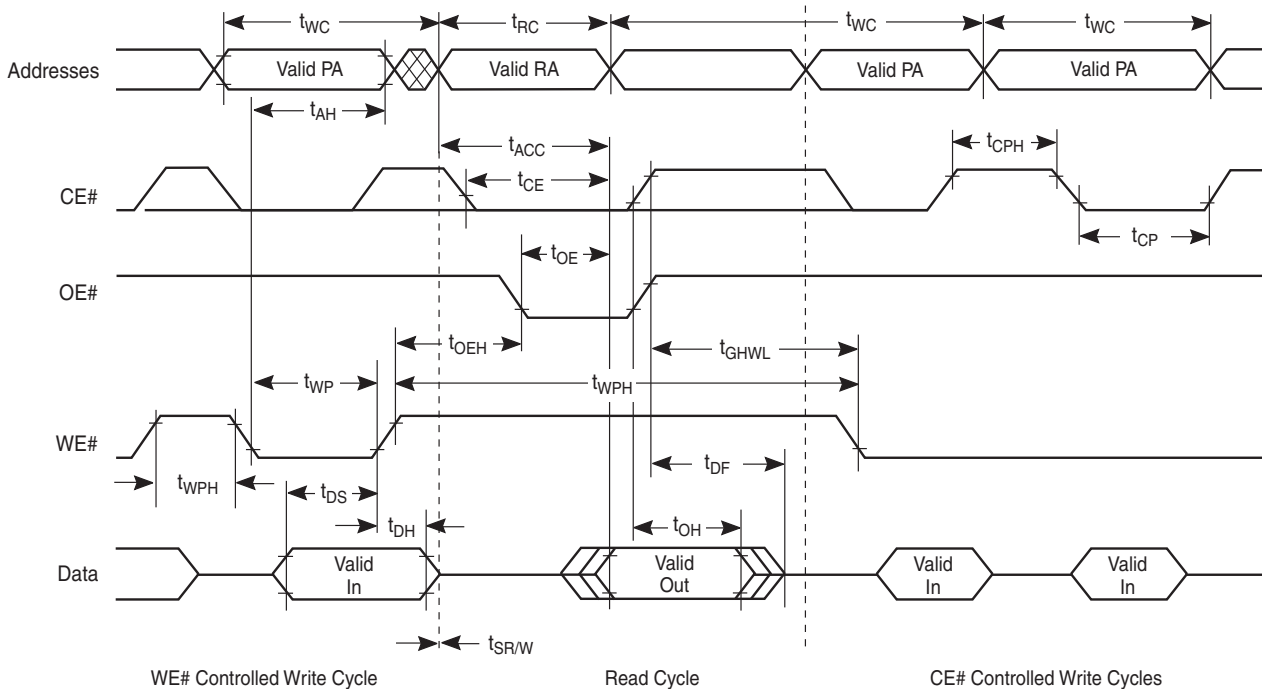 tWC tRC tWC tWC
Addresses Valid PA Valid RA Valid PA Valid PA
tAH
tACC tCPH
CE# tCE
tOE tCP
OE#
tOEH tGHWL
tWP tWPH
WE#
tWPH tDS tDF
tDH tOH
Data Valid In Valid Out Valid In Valid In
tSR/W
WE# Controlled Write Cycle Read Cycle CE# Controlled Write Cycles